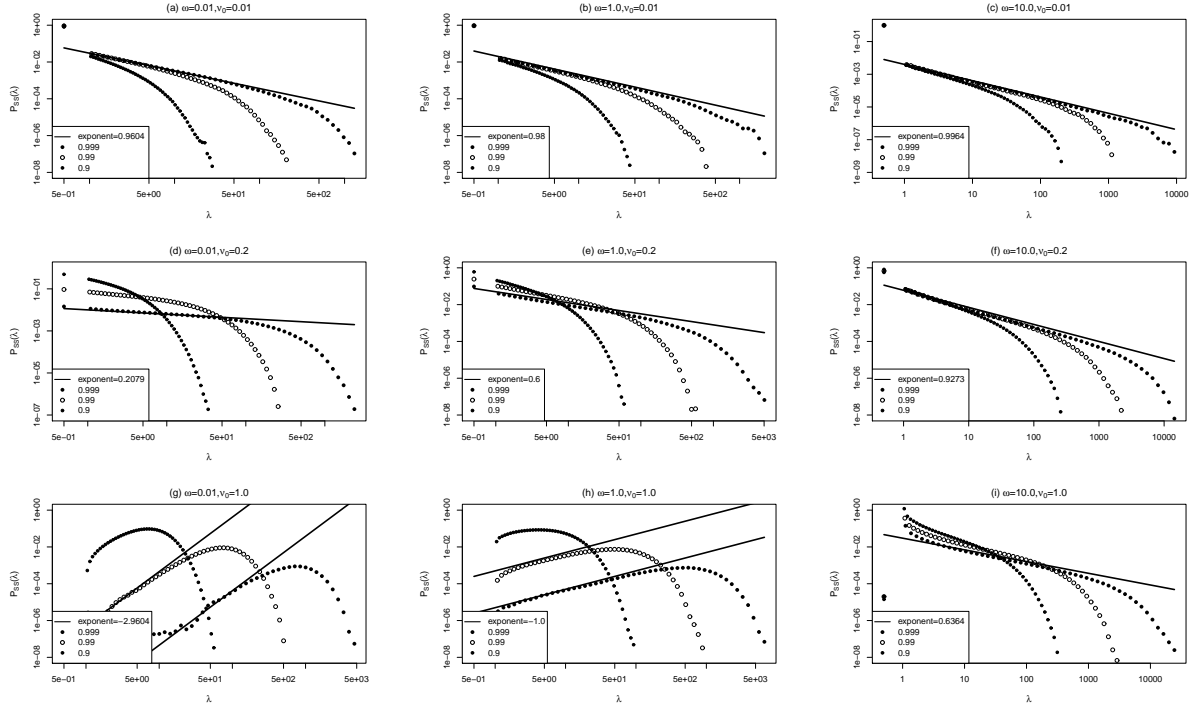 (a) ω=0.01,ν0=0.01
PSS(λ)
1e−08 1e−06 1e−04 1e−02 1e+00
exponent=0.9604
0.999
0.99
0.9
5e−01 5e+00 5e+01 5e+02
λ
(b) ω=1.0,ν0=0.01
PSS(λ)
1e−08 1e−06 1e−04 1e−02 1e+00
exponent=0.98
0.999
0.99
0.9
5e−01 5e+00 5e+01 5e+02
λ
(c) ω=10.0,ν0=0.01
PSS(λ)
1e−09 1e−07 1e−05 1e−03 1e−01
exponent=0.9964
0.999
0.99
0.9
1 10 100 1000 10000
λ
(d) ω=0.01,ν0=0.2
PSS(λ)
1e−07 1e−05 1e−03 1e−01
exponent=0.2079
0.999
0.99
0.9
5e−01 5e+00 5e+01 5e+02
λ
(e) ω=1.0,ν0=0.2
PSS(λ)
1e−08 1e−06 1e−04 1e−02 1e+00
exponent=0.6
0.999
0.99
0.9
5e−01 5e+00 5e+01 5e+02 5e+03
λ
(f) ω=10.0,ν0=0.2
PSS(λ)
1e−08 1e−06 1e−04 1e−02 1e+00
exponent=0.9273
0.999
0.99
0.9
1 10 100 1000 10000
λ
(g) ω=0.01,ν0=1.0
PSS(λ)
1e−08 1e−06 1e−04 1e−02 1e+00
exponent=−2.9604
0.999
0.99
0.9
5e−01 5e+00 5e+01 5e+02 5e+03
λ
(h) ω=1.0,ν0=1.0
PSS(λ)
1e−08 1e−06 1e−04 1e−02 1e+00
exponent=−1.0
0.999
0.99
0.9
5e−01 5e+00 5e+01 5e+02 5e+03
λ
(i) ω=10.0,ν0=1.0
PSS(λ)
1e−08 1e−06 1e−04 1e−02 1e+00
exponent=0.6364
0.999
0.99
0.9
1 10 100 1000 10000
λ